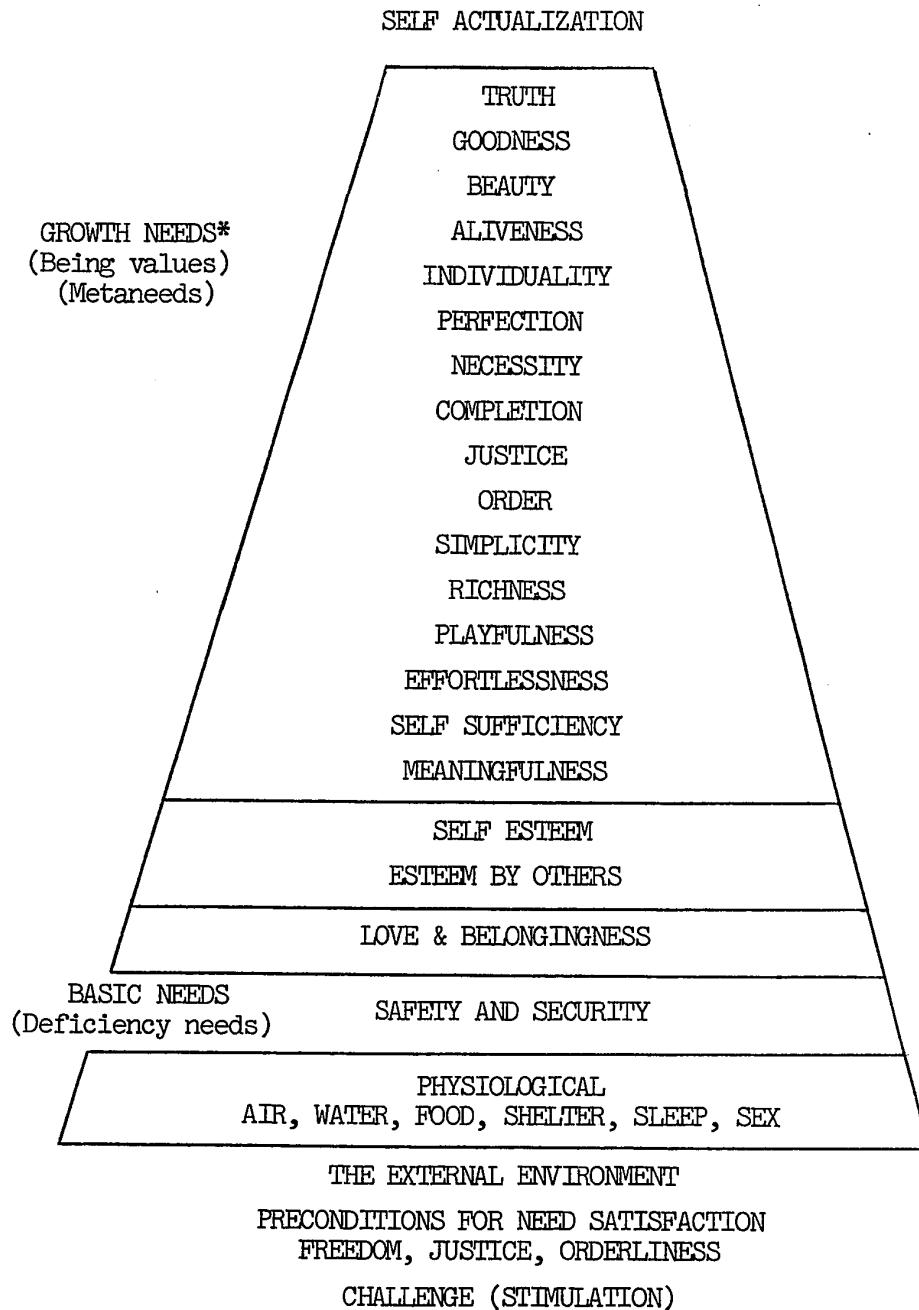 SELF ACTUALIZATION
TRUTH
GOODNESS
BEAUTY
ALIVENESS
INDIVIDUALITY
PERFECTION
NECESSITY
COMPLETION
JUSTICE
ORDER
SIMPLICITY
RICHNESS
PLAYFULNESS
EFFORTLESSNESS
SELF SUFFICIENCY
MEANINGFULNESS
GROWTH NEEDS*
(Being values)
(Metaneeds)
SELF ESTEEM
ESTEEM BY OTHERS
LOVE & BELONGINGNESS
BASIC NEEDS
(Deficiency needs)
SAFETY AND SECURITY
PHYSIOLOGICAL
AIR, WATER, FOOD, SHELTER, SLEEP, SEX
THE EXTERNAL ENVIRONMENT
PRECONDITIONS FOR NEED SATISFACTION
FREEDOM, JUSTICE, ORDERLINESS
CHALLENGE (STIMULATION)